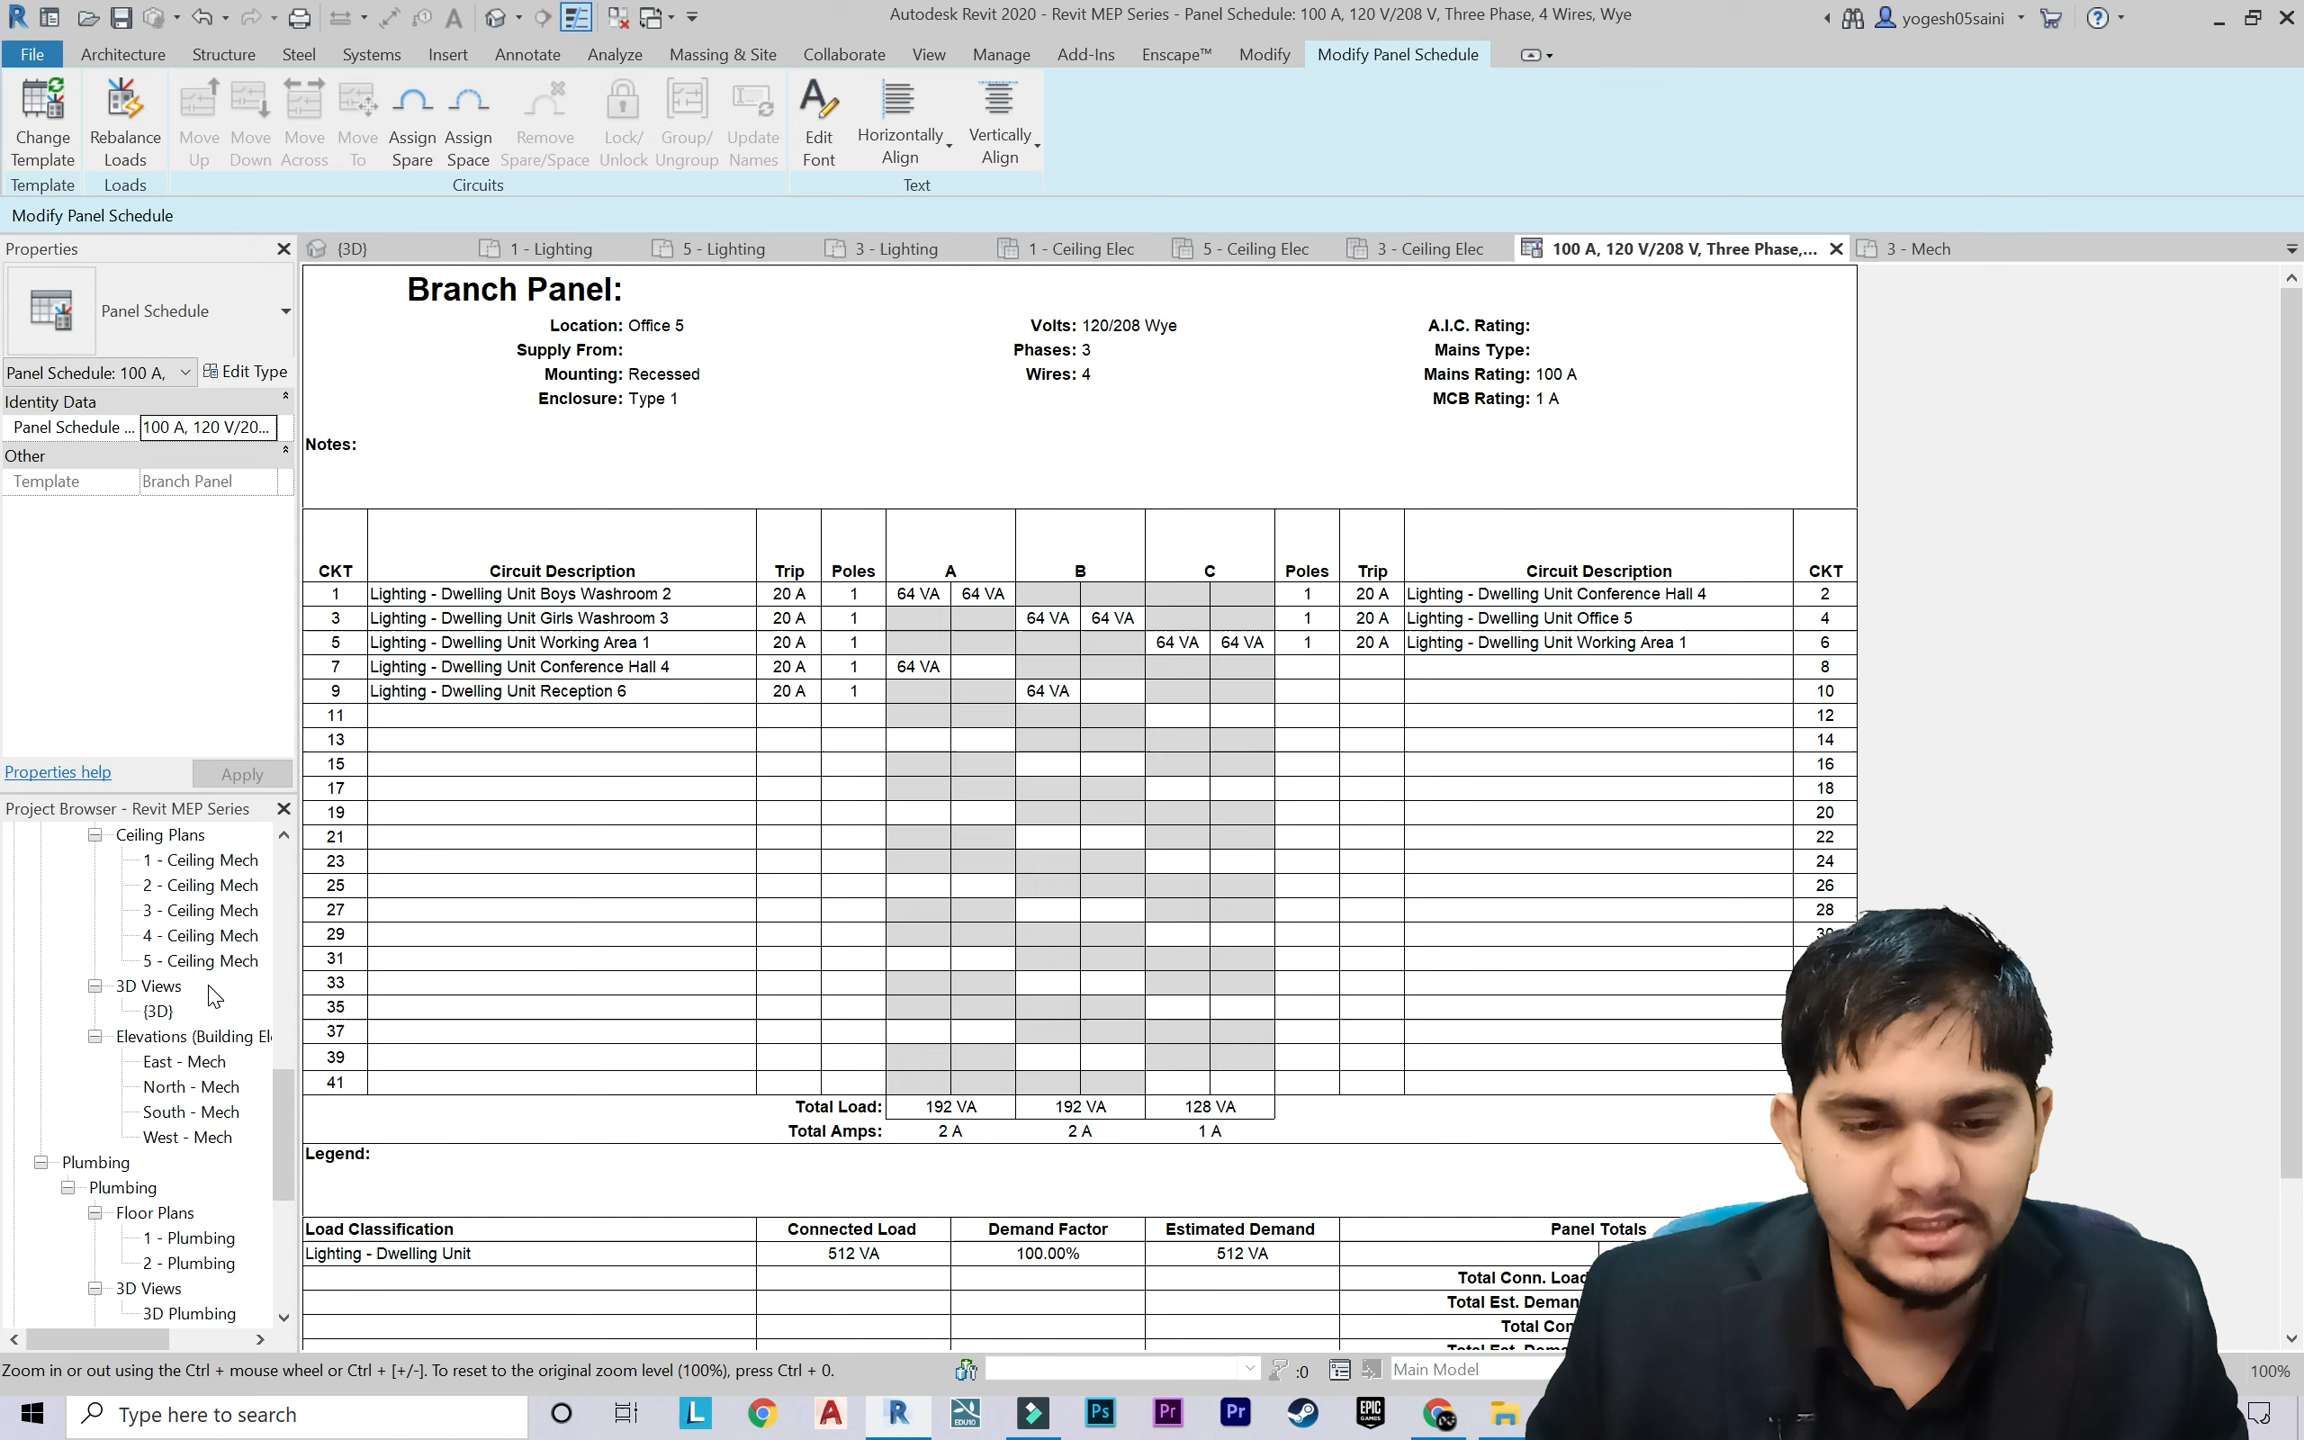 Autodesk Revit 2020 - Revit MEP Series - Panel Schedule: 100 A, 120 V/208 V, Three Phase, 4 Wires, Wye
yogesh05saini
File Architecture Structure Steel Systems Insert Annotate Analyze Massing & Site Collaborate View Manage Add-Ins Enscape™ Modify Modify Panel Schedule
Change Template
Rebalance Loads
Move Up
Move Down
Move Across
Move To
Assign Spare
Assign Space
Remove Spare/Space
Lock/ Unlock
Group/ Ungroup
Update Names
Edit Font
Horizontally Align
Vertically Align
Template Loads Circuits Text
Modify Panel Schedule
Properties
{3D} 1 - Lighting 5 - Lighting 3 - Lighting 1 - Ceiling Elec 5 - Ceiling Elec 3 - Ceiling Elec 100 A, 120 V/208 V, Three Phase,... 3 - Mech
Panel Schedule
Panel Schedule: 100 A, Edit Type
Identity Data
Panel Schedule ... 100 A, 120 V/20...
Other
Template Branch Panel
Properties help Apply
Project Browser - Revit MEP Series
Ceiling Plans
1 - Ceiling Mech
2 - Ceiling Mech
3 - Ceiling Mech
4 - Ceiling Mech
5 - Ceiling Mech
3D Views
{3D}
Elevations (Building El
East - Mech
North - Mech
South - Mech
West - Mech
Plumbing
Plumbing
Floor Plans
1 - Plumbing
2 - Plumbing
3D Views
3D Plumbing
Branch Panel:
Location: Office 5 Volts: 120/208 Wye A.I.C. Rating:
Supply From: Phases: 3 Mains Type:
Mounting: Recessed Wires: 4 Mains Rating: 100 A
Enclosure: Type 1 MCB Rating: 1 A
Notes:
CKT Circuit Description Trip Poles A B C Poles Trip Circuit Description CKT
1 Lighting - Dwelling Unit Boys Washroom 2 20 A 1 64 VA 64 VA 1 20 A Lighting - Dwelling Unit Conference Hall 4 2
3 Lighting - Dwelling Unit Girls Washroom 3 20 A 1 64 VA 64 VA 1 20 A Lighting - Dwelling Unit Office 5 4
5 Lighting - Dwelling Unit Working Area 1 20 A 1 64 VA 64 VA 1 20 A Lighting - Dwelling Unit Working Area 1 6
7 Lighting - Dwelling Unit Conference Hall 4 20 A 1 64 VA 8
9 Lighting - Dwelling Unit Reception 6 20 A 1 64 VA 10
11 12
13 14
15 16
17 18
19 20
21 22
23 24
25 26
27 28
29
31
33
35
37
39
41
Total Load: 192 VA 192 VA 128 VA
Total Amps: 2 A 2 A 1 A
Legend:
Load Classification Connected Load Demand Factor Estimated Demand Panel Totals
Lighting - Dwelling Unit 512 VA 100.00% 512 VA
Total Conn. Load
Total Est. Deman
Total Con
Zoom in or out using the Ctrl + mouse wheel or Ctrl + [+/-]. To reset to the original zoom level (100%), press Ctrl + 0. :0 Main Model 100%
Type here to search
L A R EDU10 Ps Pr Pr EPIC GAMES